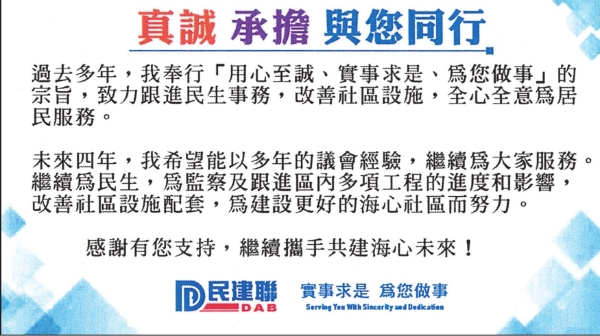 真誠 承擔 與您同行
過去多年，我奉行「用心至誠、實事求是、為您做事」的
宗旨，致力跟進民生事務，改善社區設施，全心全意為居
民服務。
未來四年，我希望能以多年的議會經驗，繼續為大家服務。
繼續為民生，為監察及跟進區內多項工程的進度和影響，
改善社區設施配套，為建設更好的海心社區而努力。
感謝有您支持，繼續攜手共建海心未來！
民建聯 實事求是 為您做事
DAB Serving You With Sincerity and Dedication